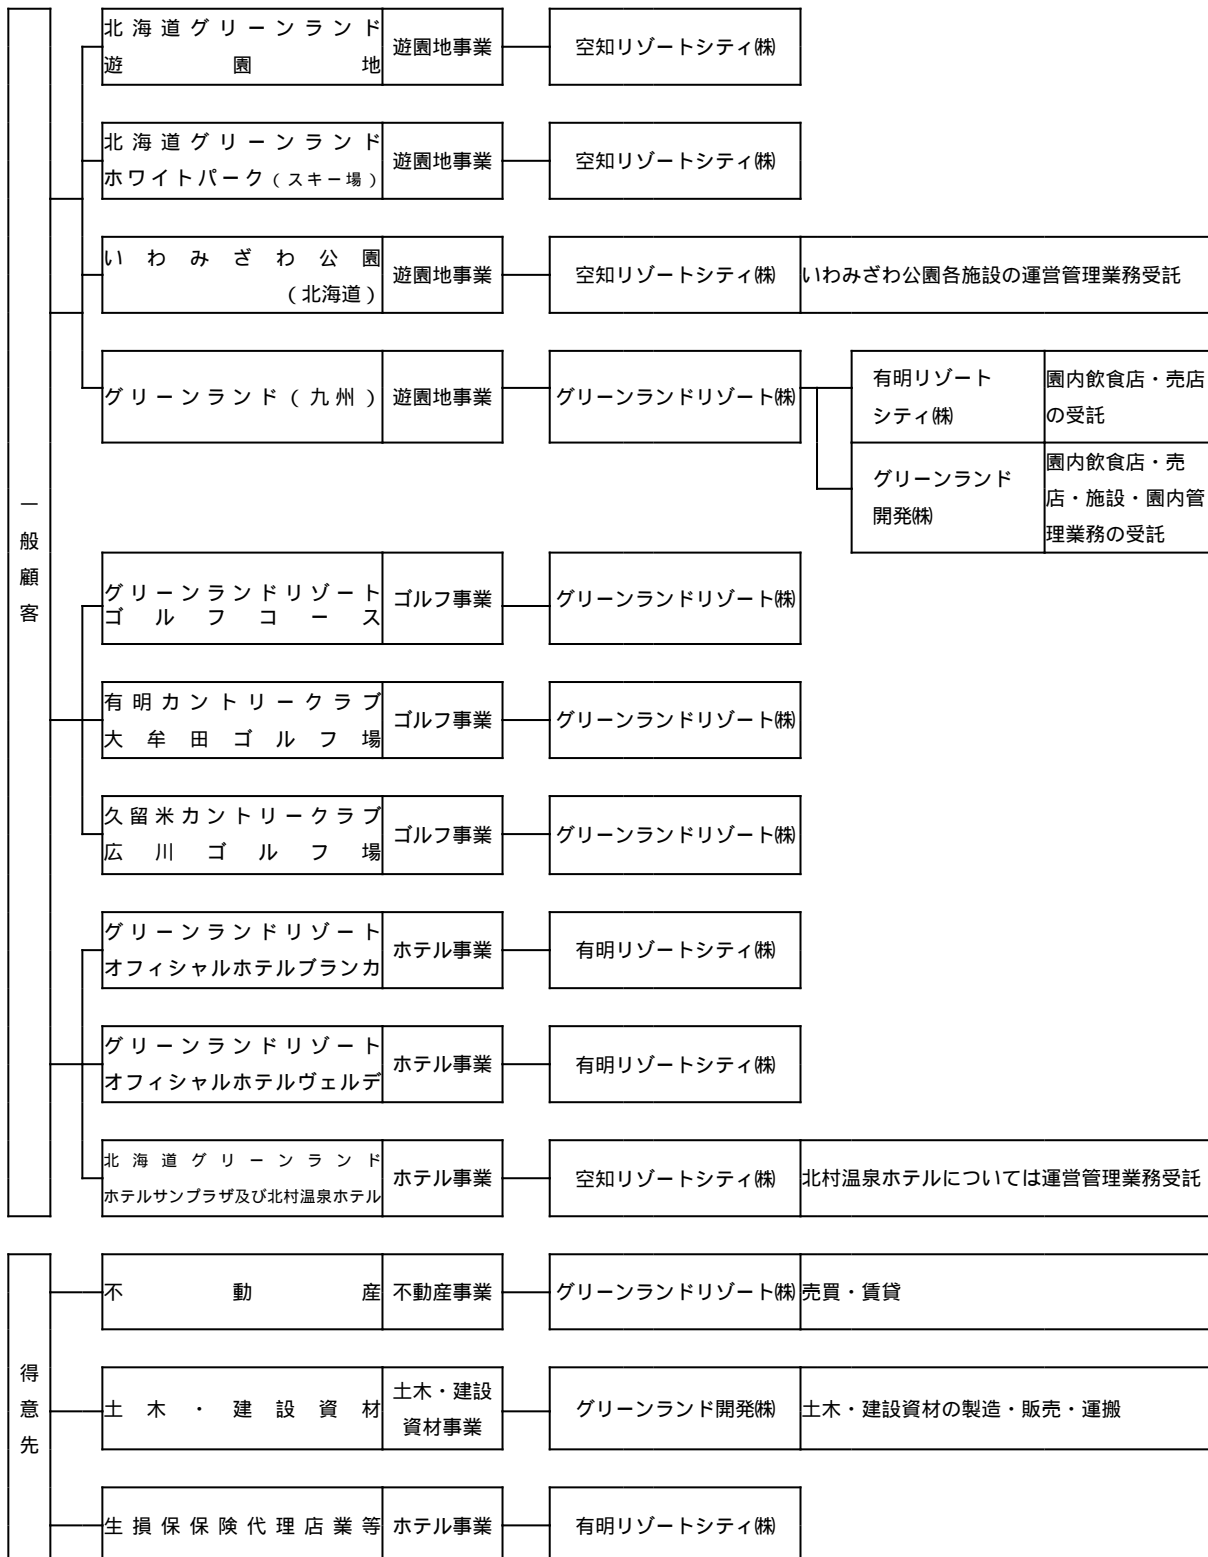 一般顧客
北海道グリーンランド
遊園地
遊園地事業
空知リゾートシティ㈱
北海道グリーンランド
ホワイトパーク（スキー場）
遊園地事業
空知リゾートシティ㈱
いわみざわ公園
（北海道）
遊園地事業
空知リゾートシティ㈱
いわみざわ公園各施設の運営管理業務受託
グリーンランド（九州）
遊園地事業
グリーンランドリゾート㈱
有明リゾート
シティ㈱
園内飲食店・売店
の受託
グリーンランド
開発㈱
園内飲食店・売
店・施設・園内管
理業務の受託
グリーンランドリゾート
ゴルフコース
ゴルフ事業
グリーンランドリゾート㈱
有明カントリークラブ
大牟田ゴルフ場
ゴルフ事業
グリーンランドリゾート㈱
久留米カントリークラブ
広川ゴルフ場
ゴルフ事業
グリーンランドリゾート㈱
グリーンランドリゾート
オフィシャルホテルブランカ
ホテル事業
有明リゾートシティ㈱
グリーンランドリゾート
オフィシャルホテルヴェルデ
ホテル事業
有明リゾートシティ㈱
北海道グリーンランド
ホテルサンプラザ及び北村温泉ホテル
ホテル事業
空知リゾートシティ㈱
北村温泉ホテルについては運営管理業務受託
得意先
不動産
不動産事業
グリーンランドリゾート㈱
売買・賃貸
土木・建設資材
土木・建設
資材事業
グリーンランド開発㈱
土木・建設資材の製造・販売・運搬
生損保保険代理店業等
ホテル事業
有明リゾートシティ㈱